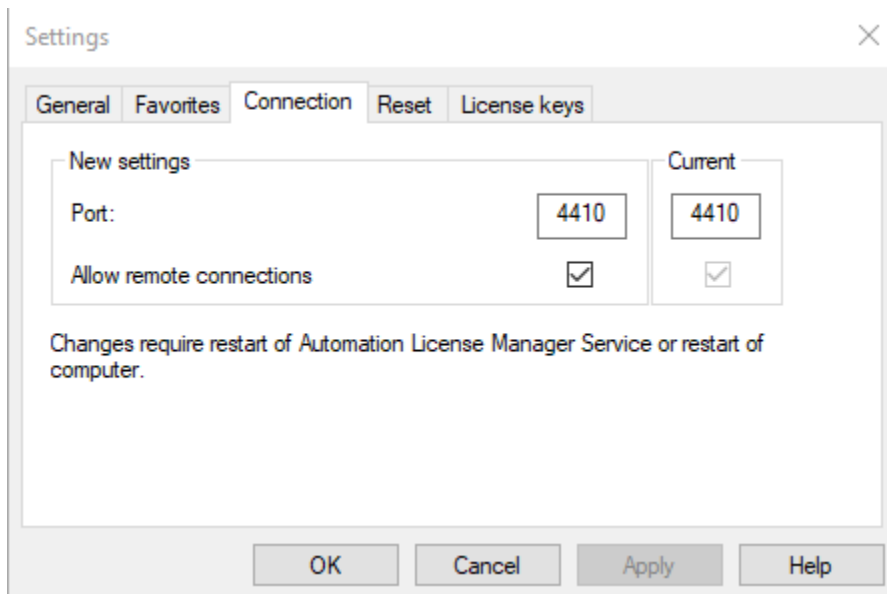 Settings
General Favorites Connection Reset License keys
New settings Current
Port: 4410 4410
Allow remote connections
Changes require restart of Automation License Manager Service or restart of
computer.
OK Cancel Apply Help